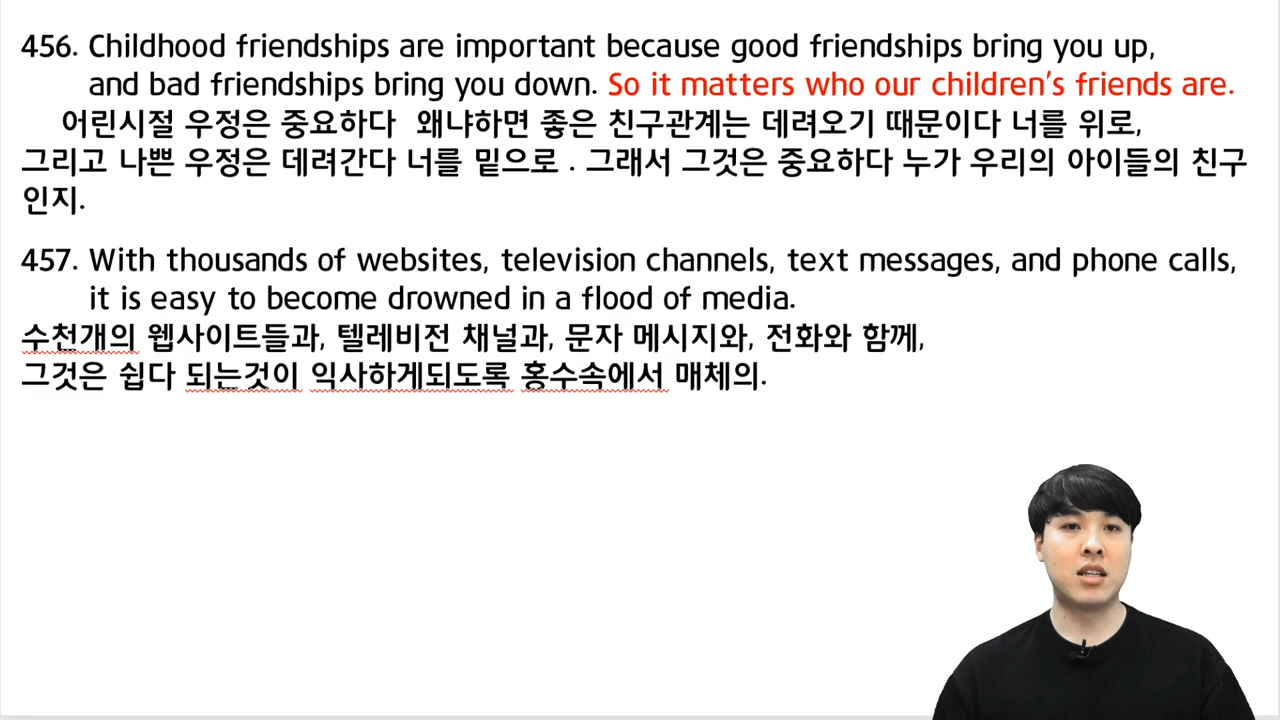 456. Childhood friendships are important because good friendships bring you up,
and bad friendships bring you down. So it matters who our children’s friends are.
어린시절 우정은 중요하다 왜냐하면 좋은 친구관계는 데려오기 때문이다 너를 위로,
그리고 나쁜 우정은 데려간다 너를 밑으로 . 그래서 그것은 중요하다 누가 우리의 아이들의 친구
인지.
457. With thousands of websites, television channels, text messages, and phone calls,
it is easy to become drowned in a flood of media.
수천개의 웹사이트들과, 텔레비전 채널과, 문자 메시지와, 전화와 함께,
그것은 쉽다 되는것이 익사하게되도록 홍수속에서 매체의.